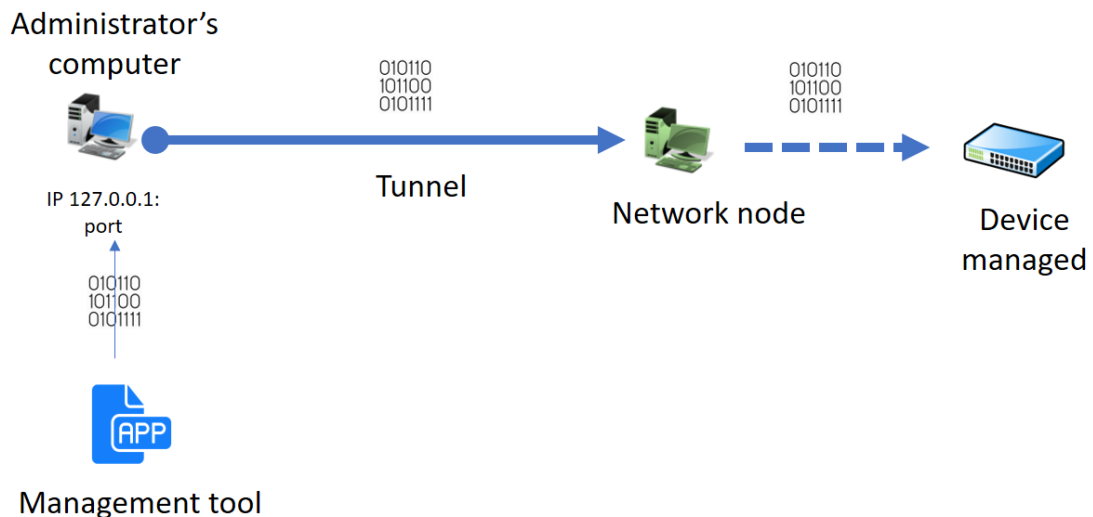 Administrator's
computer
010110
101100
0101111
010110
101100
0101111
Tunnel
Network node
Device
managed
IP 127.0.0.1:
port
010110
101100
0101111
APP
Management tool